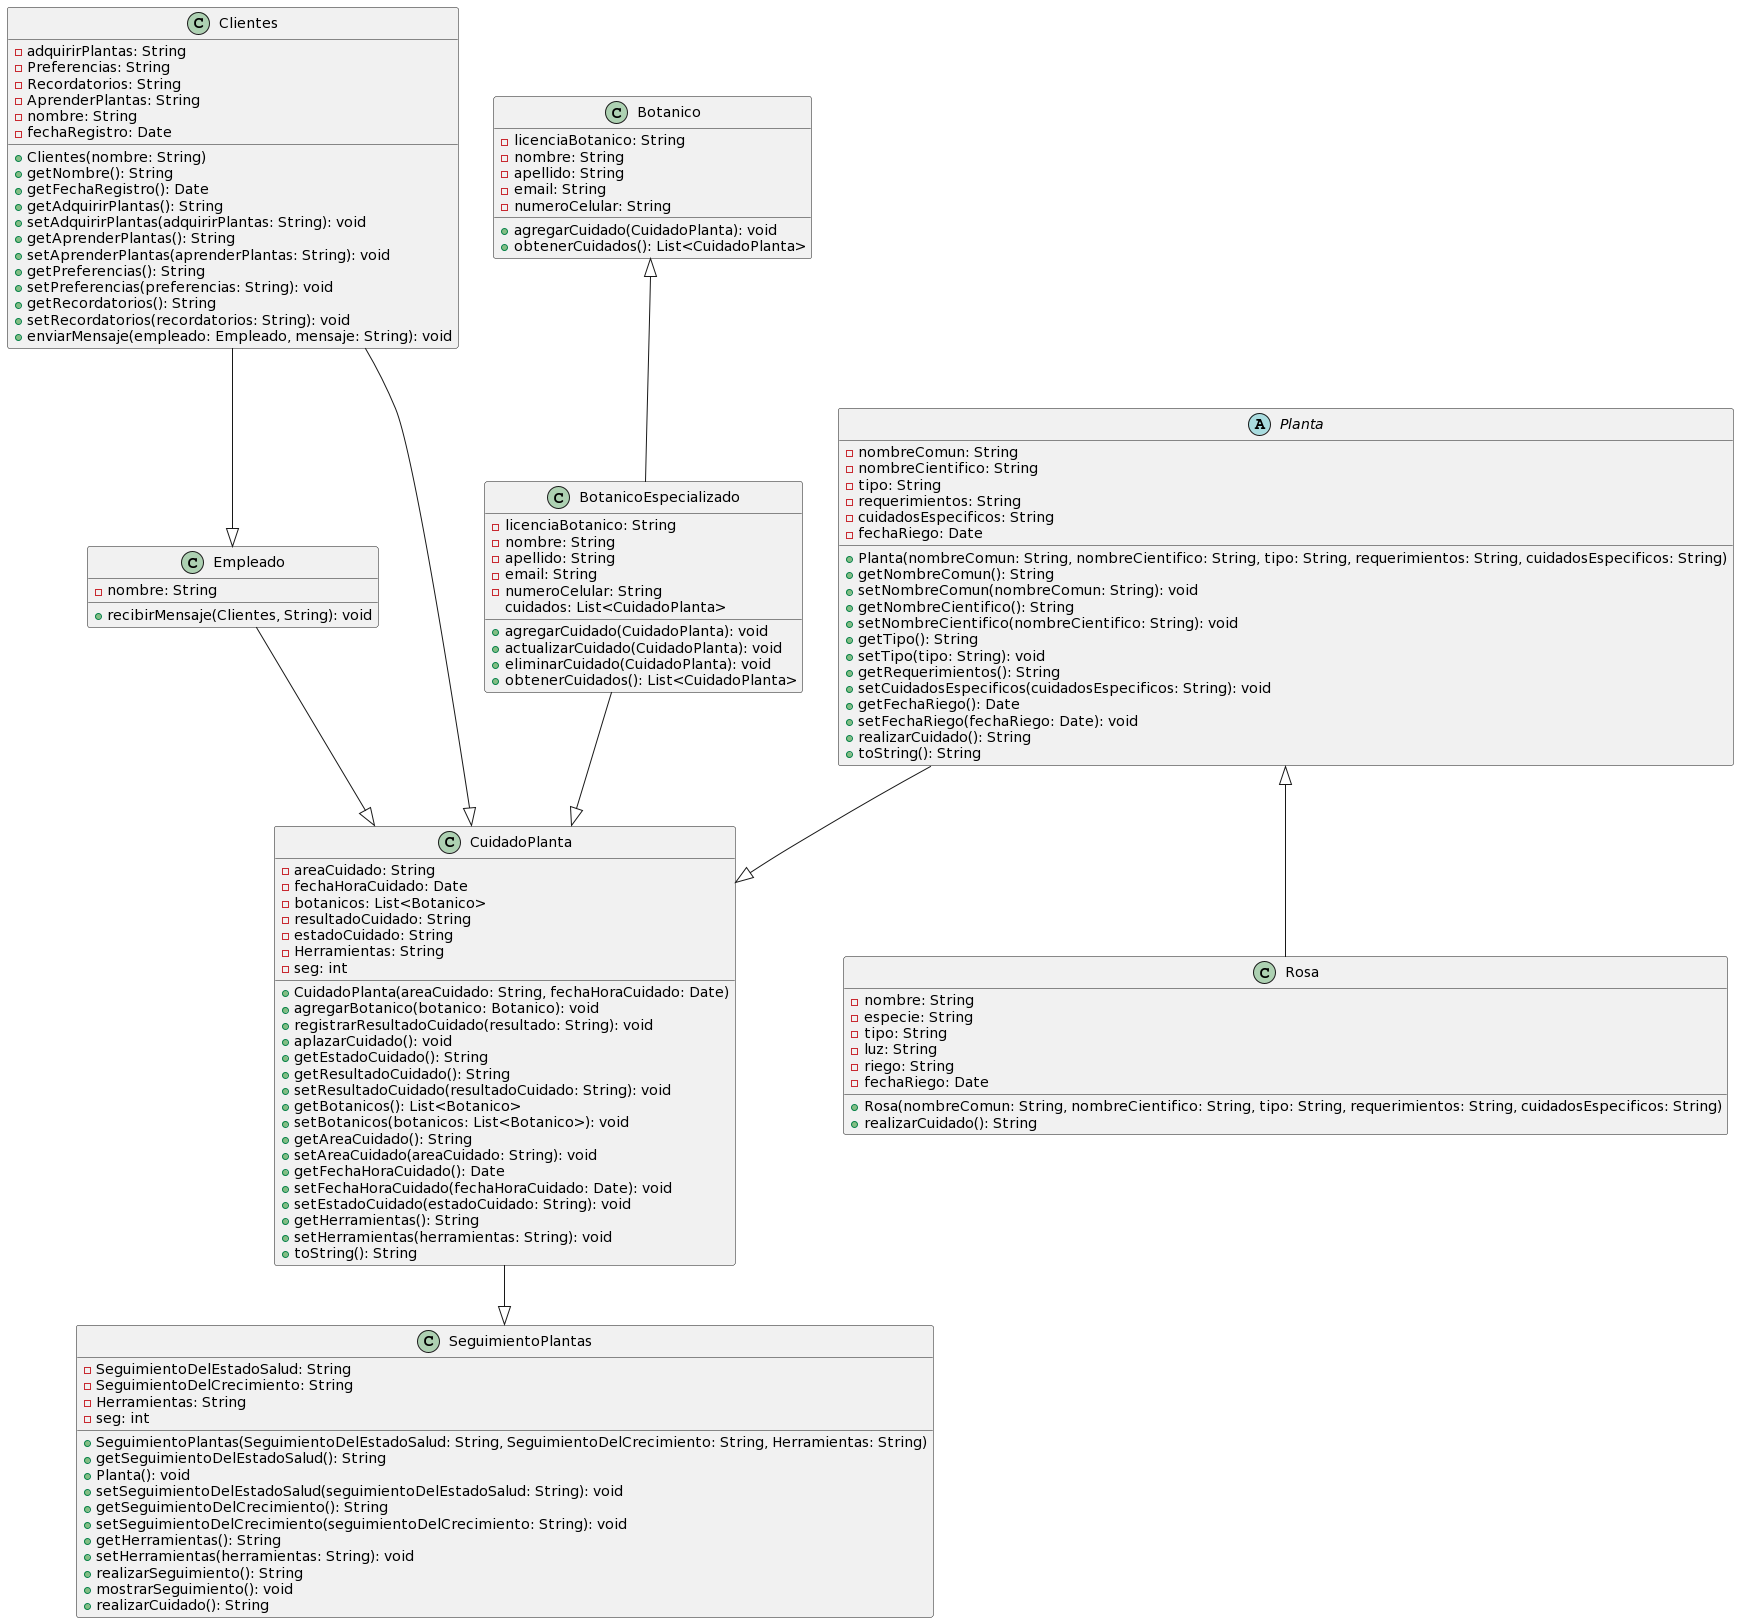 C Clientes
adquirirPlantas: String
Preferencias: String
Recordatorios: String
AprenderPlantas: String
nombre: String
fechaRegistro: Date
Clientes(nombre: String)
getNombre(): String
getFechaRegistro(): Date
getAdquirirPlantas(): String
setAdquirirPlantas(adquirirPlantas: String): void
getAprenderPlantas(): String
setAprenderPlantas(aprenderPlantas: String): void
getPreferencias(): String
setPreferencias(preferencias: String): void
getRecordatorios(): String
setRecordatorios(recordatorios: String): void
enviarMensaje(empleado: Empleado, mensaje: String): void
C Botanico
licenciaBotanico: String
nombre: String
apellido: String
email: String
numeroCelular: String
agregarCuidado(CuidadoPlanta): void
obtenerCuidados(): List<CuidadoPlanta>
A Planta
nombreComun: String
nombreCientifico: String
tipo: String
requerimientos: String
cuidadosEspecificos: String
fechaRiego: Date
Planta(nombreComun: String, nombreCientifico: String, tipo: String, requerimientos: String, cuidadosEspecificos: String)
getNombreComun(): String
setNombreComun(nombreComun: String): void
getNombreCientifico(): String
setNombreCientifico(nombreCientifico: String): void
getTipo(): String
setTipo(tipo: String): void
getRequerimientos(): String
setCuidadosEspecificos(cuidadosEspecificos: String): void
getFechaRiego(): Date
setFechaRiego(fechaRiego: Date): void
realizarCuidado(): String
toString(): String
C BotanicoEspecializado
licenciaBotanico: String
nombre: String
apellido: String
email: String
numeroCelular: String
cuidados: List<CuidadoPlanta>
agregarCuidado(CuidadoPlanta): void
actualizarCuidado(CuidadoPlanta): void
eliminarCuidado(CuidadoPlanta): void
obtenerCuidados(): List<CuidadoPlanta>
C Empleado
nombre: String
recibirMensaje(Clientes, String): void
C CuidadoPlanta
areaCuidado: String
fechaHoraCuidado: Date
botanicos: List<Botanico>
resultadoCuidado: String
estadoCuidado: String
Herramientas: String
seg: int
CuidadoPlanta(areaCuidado: String, fechaHoraCuidado: Date)
agregarBotanico(botanico: Botanico): void
registrarResultadoCuidado(resultado: String): void
aplazarCuidado(): void
getEstadoCuidado(): String
getResultadoCuidado(): String
setResultadoCuidado(resultadoCuidado: String): void
getBotanicos(): List<Botanico>
setBotanicos(botanicos: List<Botanico>): void
getAreaCuidado(): String
setAreaCuidado(areaCuidado: String): void
getFechaHoraCuidado(): Date
setFechaHoraCuidado(fechaHoraCuidado: Date): void
setEstadoCuidado(estadoCuidado: String): void
getHerramientas(): String
setHerramientas(herramientas: String): void
toString(): String
C Rosa
nombre: String
especie: String
tipo: String
luz: String
riego: String
fechaRiego: Date
Rosa(nombreComun: String, nombreCientifico: String, tipo: String, requerimientos: String, cuidadosEspecificos: String)
realizarCuidado(): String
C SeguimientoPlantas
SeguimientoDelEstadoSalud: String
SeguimientoDelCrecimiento: String
Herramientas: String
seg: int
SeguimientoPlantas(SeguimientoDelEstadoSalud: String, SeguimientoDelCrecimiento: String, Herramientas: String)
getSeguimientoDelEstadoSalud(): String
Planta(): void
setSeguimientoDelEstadoSalud(seguimientoDelEstadoSalud: String): void
getSeguimientoDelCrecimiento(): String
setSeguimientoDelCrecimiento(seguimientoDelCrecimiento: String): void
getHerramientas(): String
setHerramientas(herramientas: String): void
realizarSeguimiento(): String
mostrarSeguimiento(): void
realizarCuidado(): String